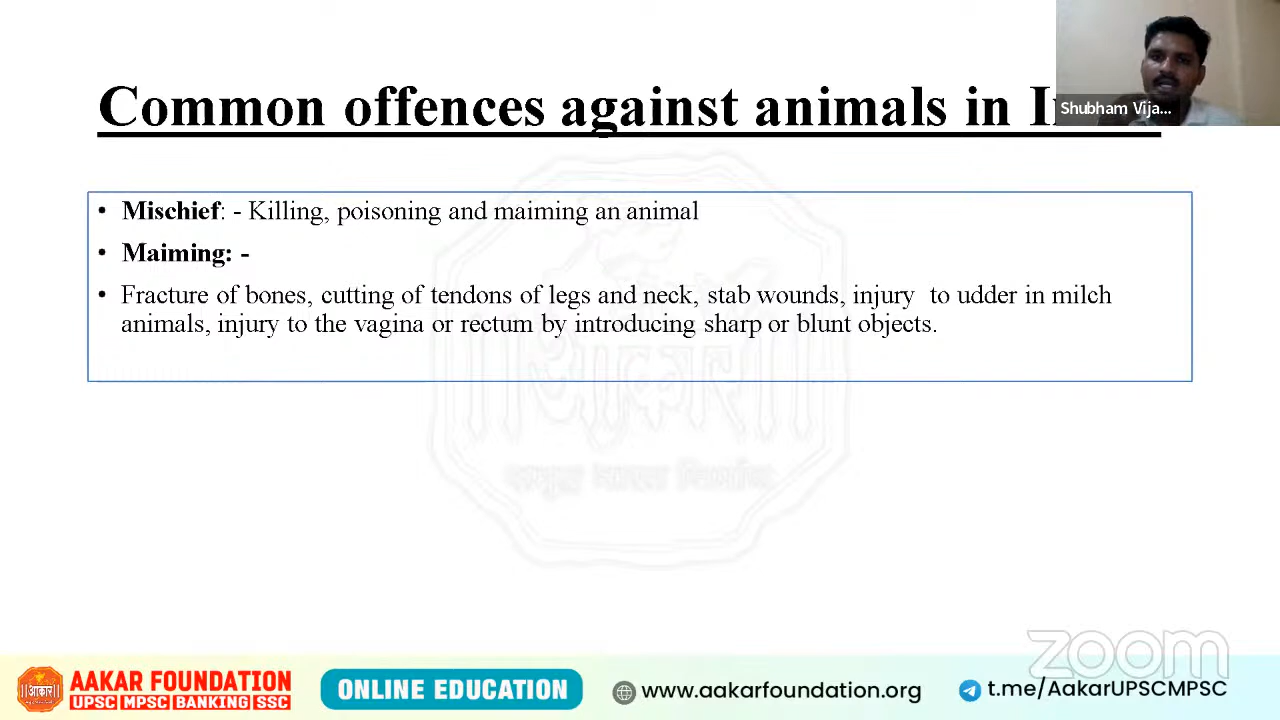 Common offences against animals in I
Shubham Vija...
• Mischief: - Killing, poisoning and maiming an animal
• Maiming: -
• Fracture of bones, cutting of tendons of legs and neck, stab wounds, injury to udder in milch
animals, injury to the vagina or rectum by introducing sharp or blunt objects.
आकार
zoom
आकार
AAKAR FOUNDATION
UPSC MPSC BANKING SSC
ONLINE EDUCATION
www.aakarfoundation.org
t.me/AakarUPSCMPSC